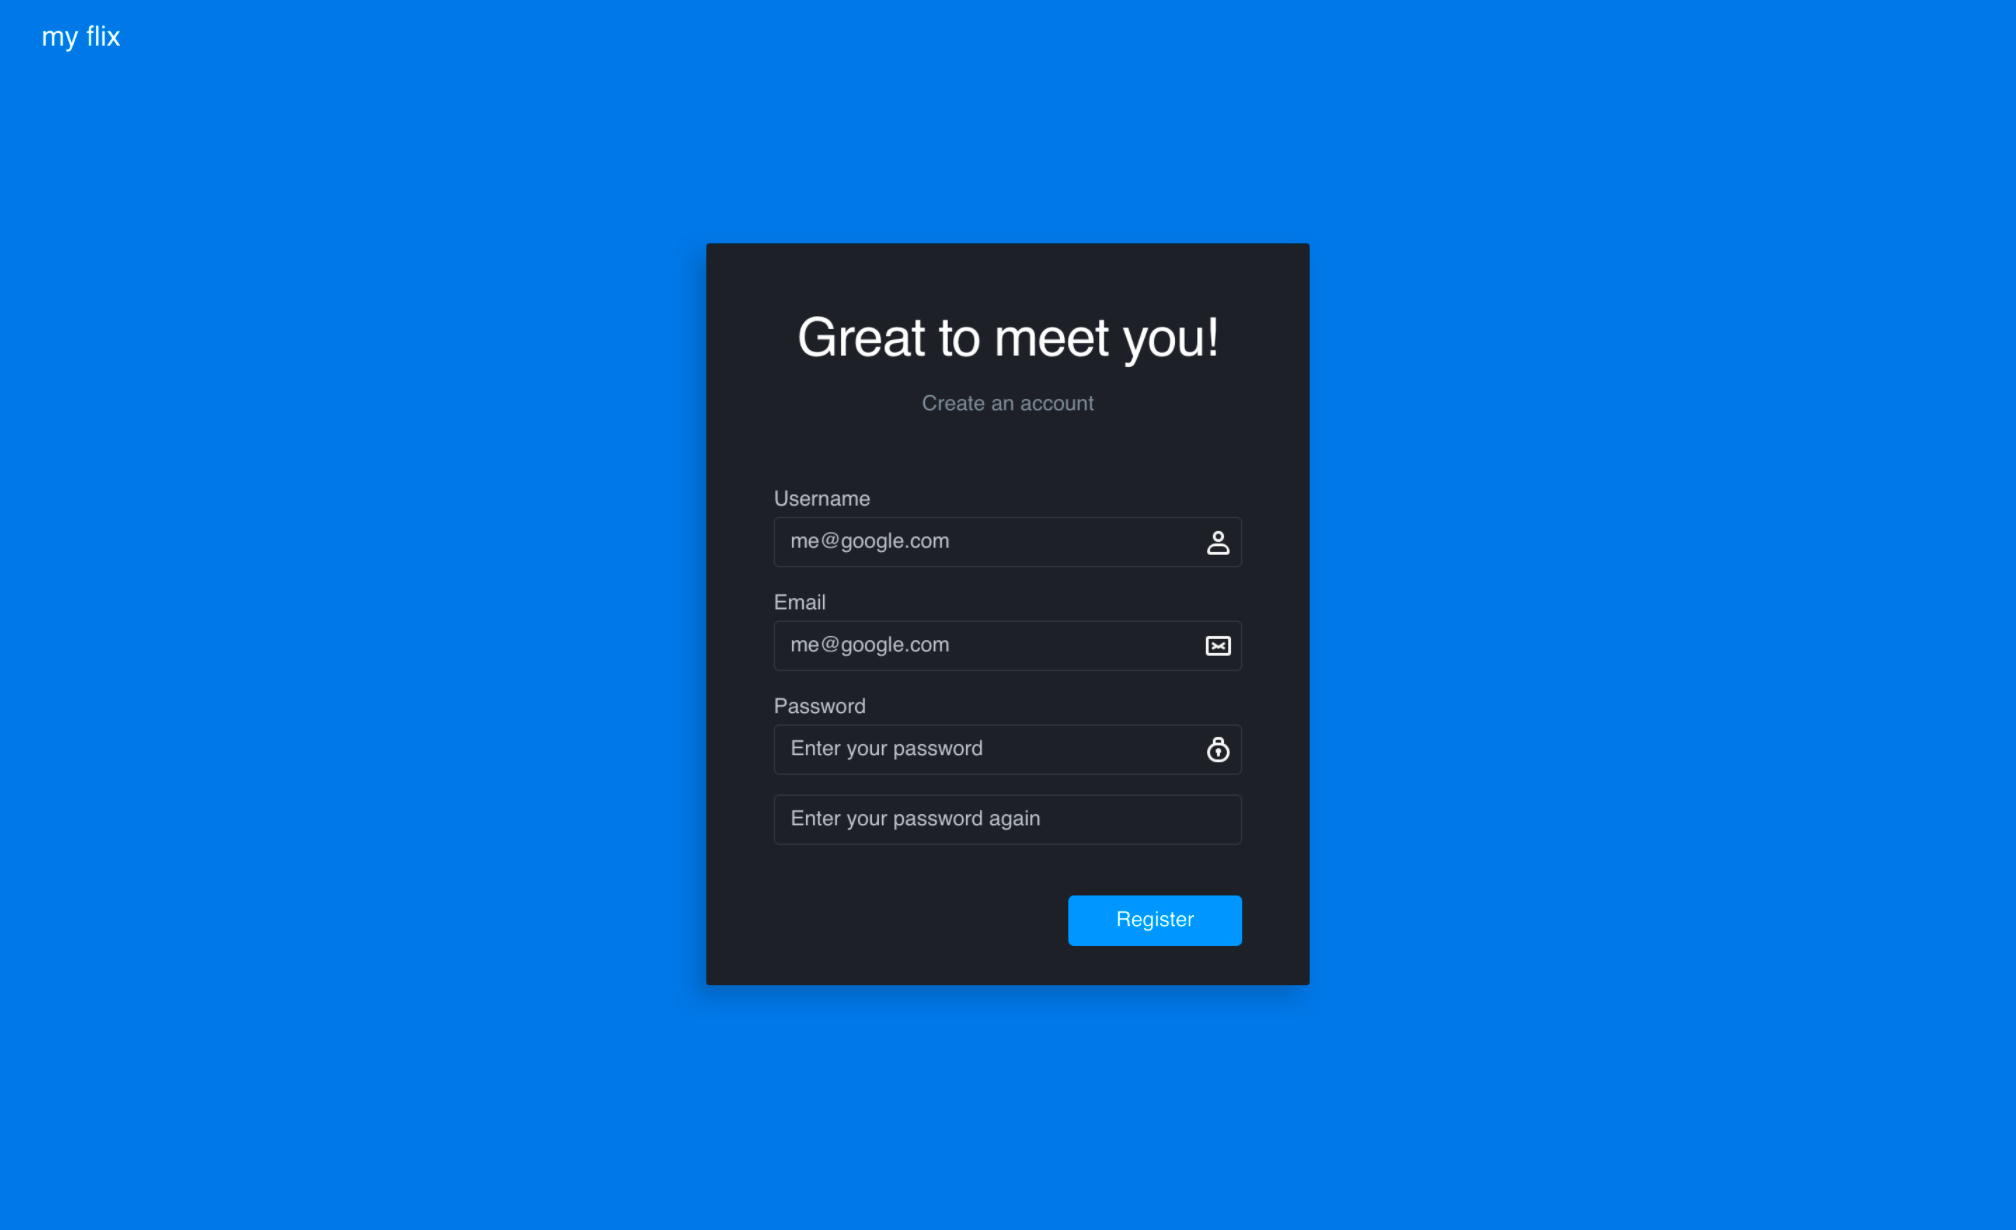 my flix
Great to meet you!
Create an account
Username
me@google.com
Email
me@google.com
Password
Enter your password
Enter your password again
Register